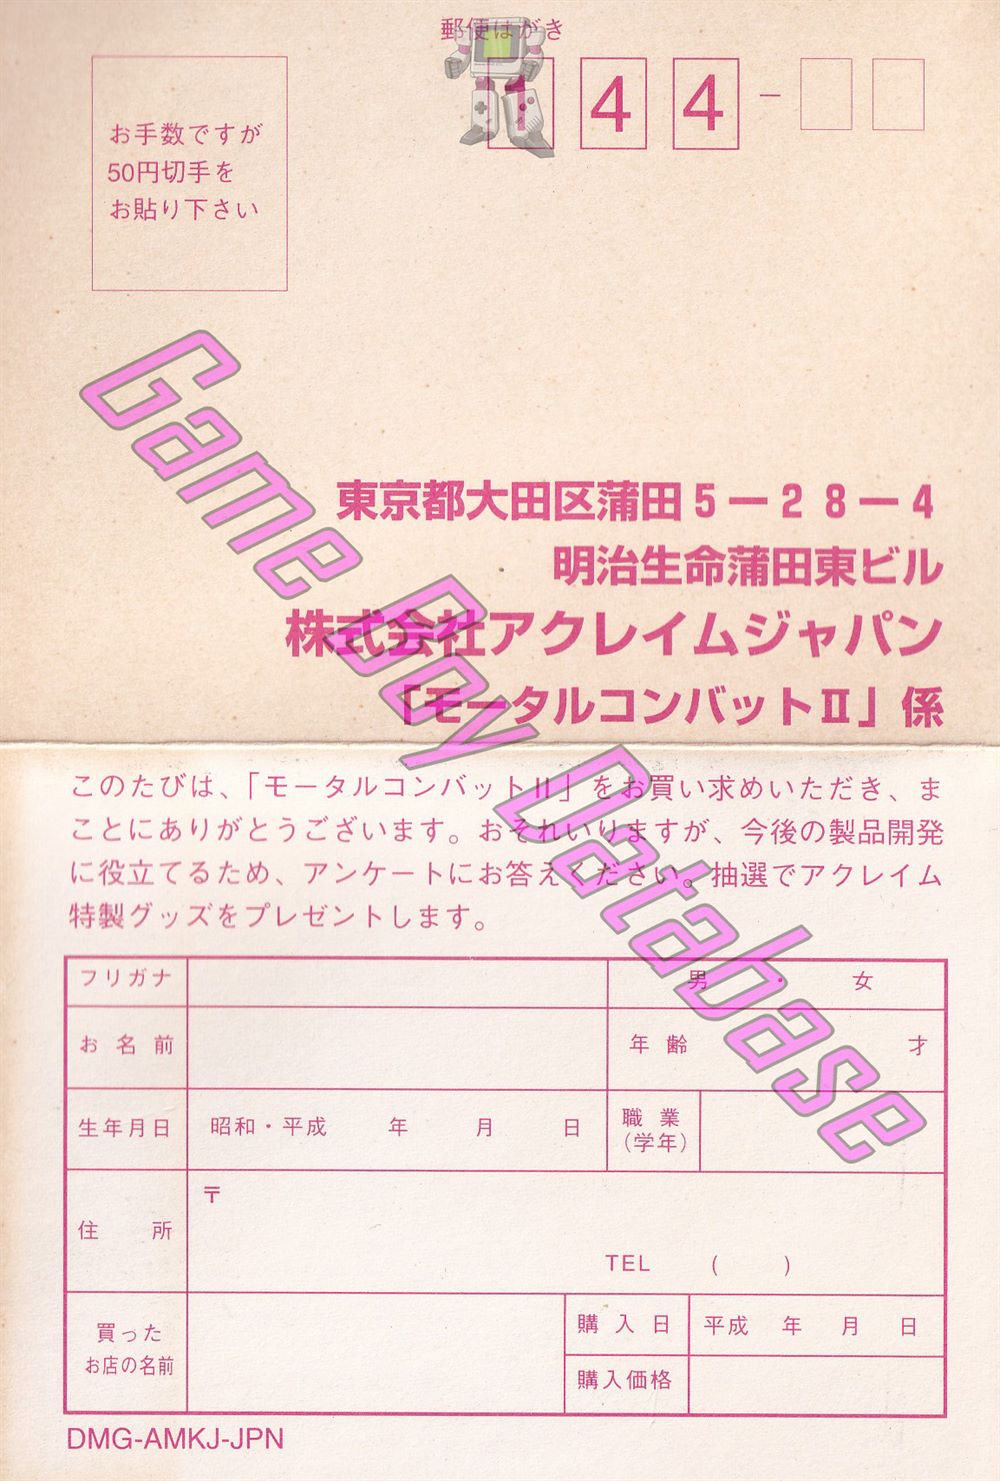 郵便はがき
144-
お手数ですが
50円切手を
お貼り下さい
東京都大田区蒲田5－28－4
明治生命蒲田東ビル
株式会社アクレイムジャパン
「モータルコンバットⅡ」係
このたびは、「モータルコンバットⅡ」をお買い求めいただき、ま
ことにありがとうございます。おそれいりますが、今後の製品開発
に役立てるため、アンケートにお答えください。抽選でアクレイム
特製グッズをプレゼントします。
フリガナ 男・女
お名前 年齢 才
生年月日 昭和・平成 年 月 日 職業
(学年)
住所 〒
TEL ( )
買った
お店の名前
購入日 平成 年 月 日
購入価格
DMG-AMKJ-JPN
Game Boy Database